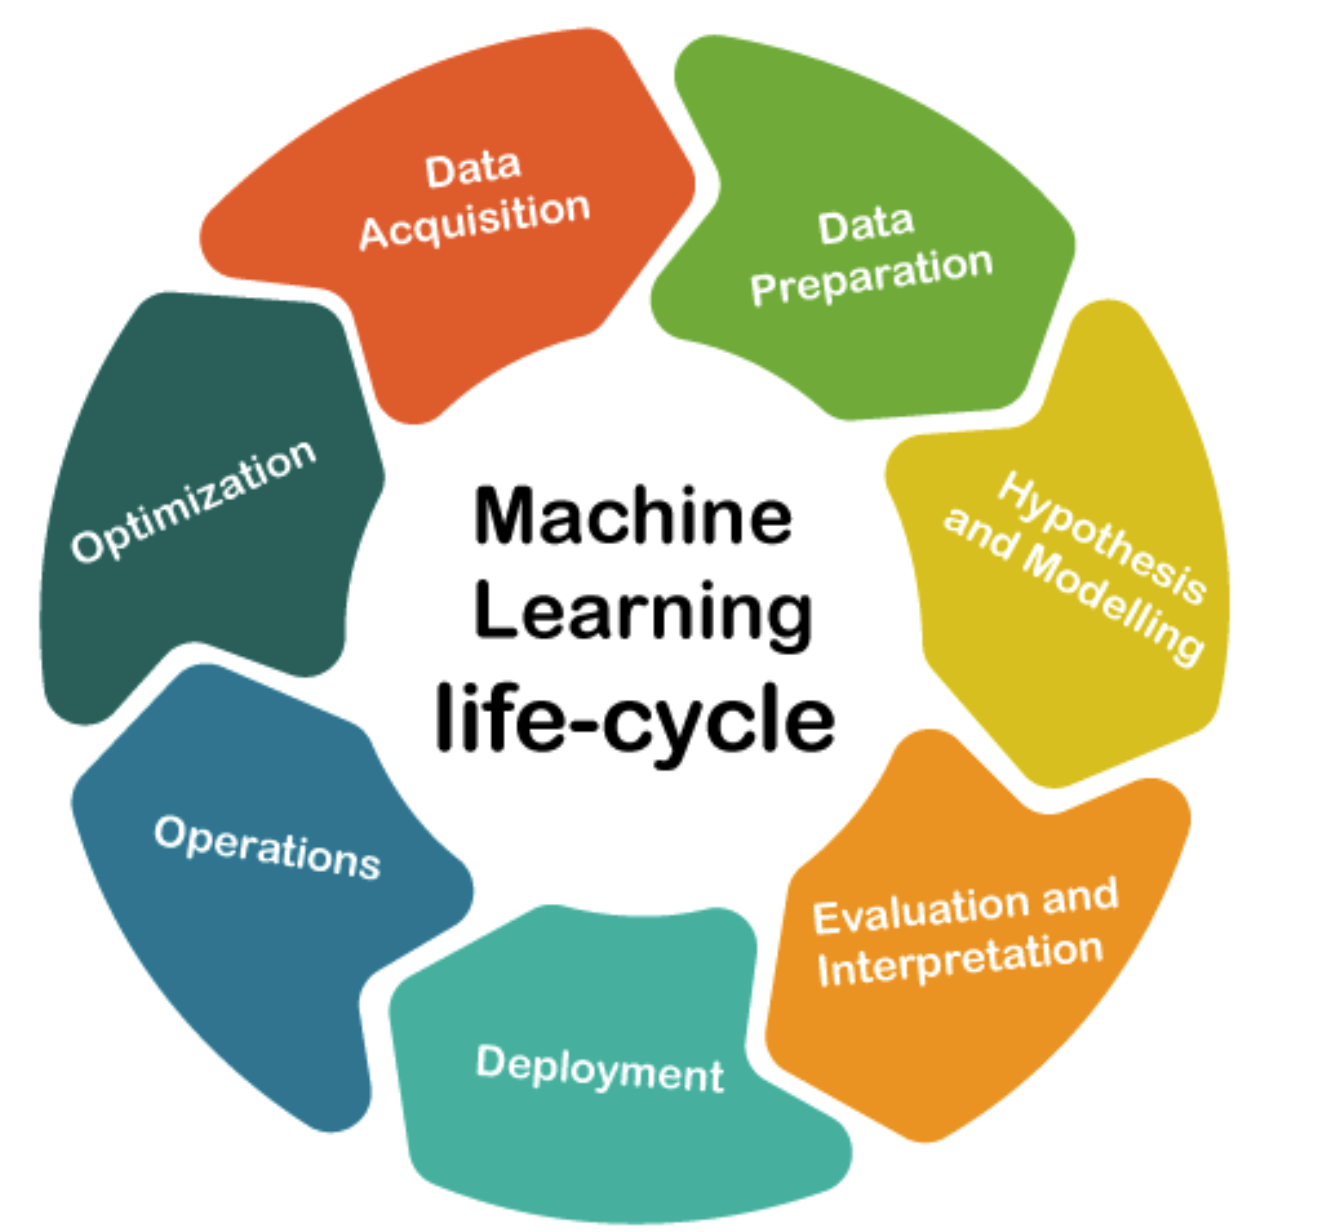 Data
Acquisition
Data
Preparation
Hypothesis
and Modelling
Evaluation and
Interpretation
Deployment
Operations
Optimization
Machine
Learning
life-cycle